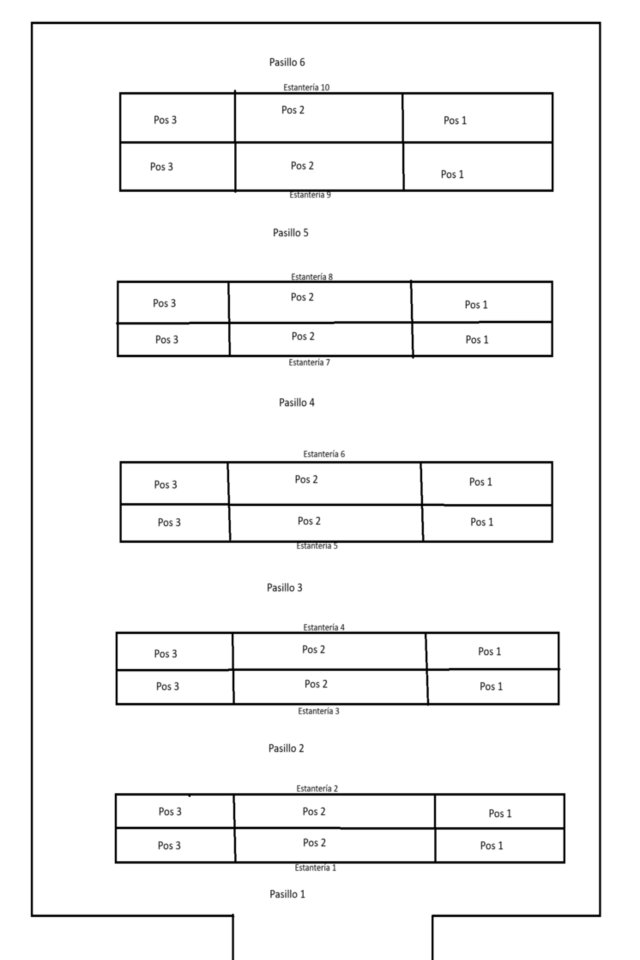 Pasillo 6
Estantería 10
Pos 3 Pos 2 Pos 1
Pos 3 Pos 2 Pos 1
Estantería 9
Pasillo 5
Estantería 8
Pos 3 Pos 2 Pos 1
Pos 3 Pos 2 Pos 1
Estantería 7
Pasillo 4
Estantería 6
Pos 3 Pos 2 Pos 1
Pos 3 Pos 2 Pos 1
Estantería 5
Pasillo 3
Estantería 4
Pos 3 Pos 2 Pos 1
Pos 3 Pos 2 Pos 1
Estantería 3
Pasillo 2
Estantería 2
Pos 3 Pos 2 Pos 1
Pos 3 Pos 2 Pos 1
Estantería 1
Pasillo 1